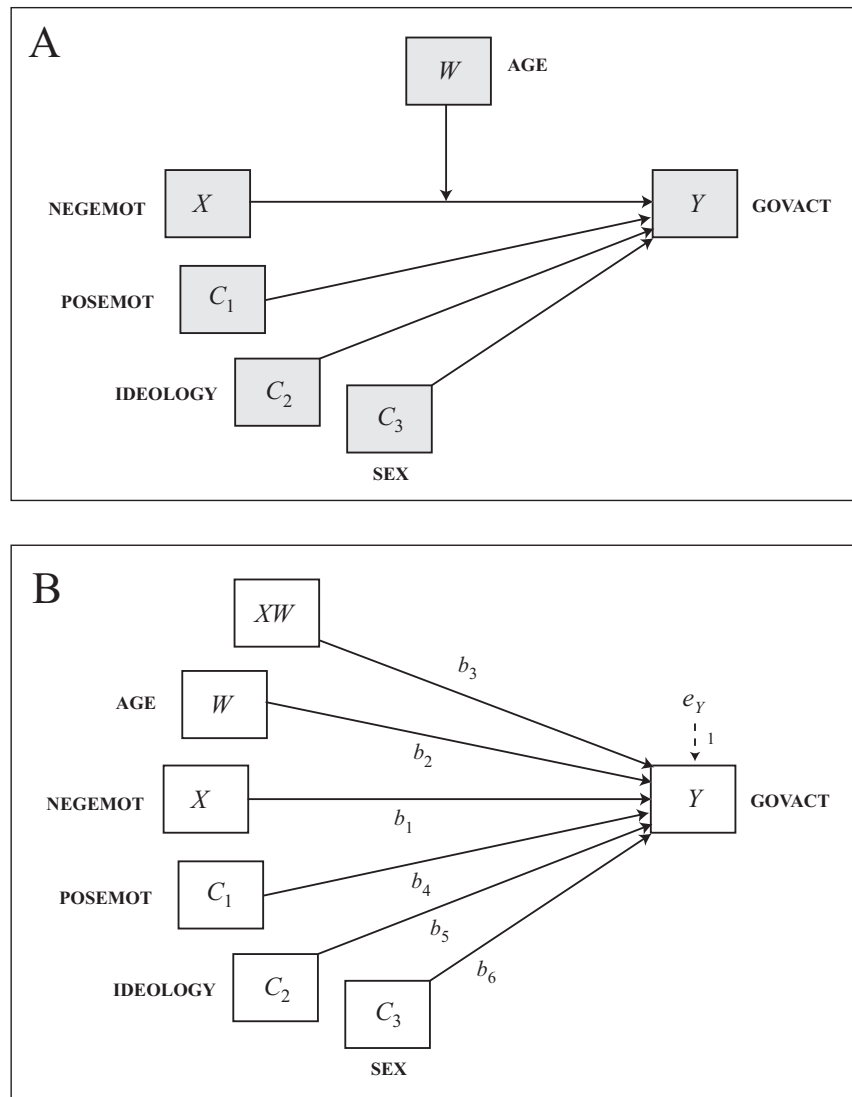 A
W AGE
NEGEMOT X Y GOVACT
POSEMOT C1
IDEOLOGY C2
C3
SEX
B
XW
b3
AGE W
eY
1
b2
NEGEMOT X Y GOVACT
b1
POSEMOT C1
b4
b5
IDEOLOGY C2
b6
C3
SEX